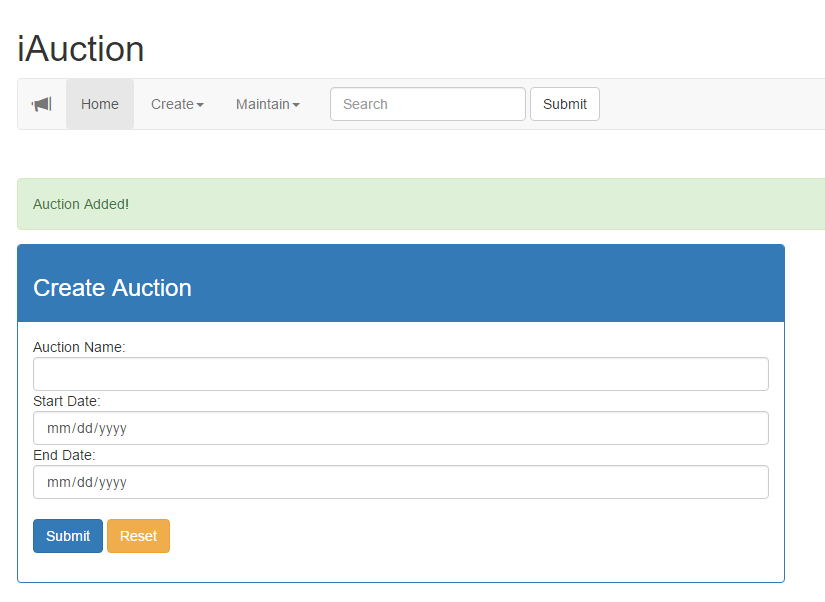 iAuction
Home Create Maintain Search Submit
Auction Added!
Create Auction
Auction Name:
Start Date:
mm/dd/yyyy
End Date:
mm/dd/yyyy
Submit Reset